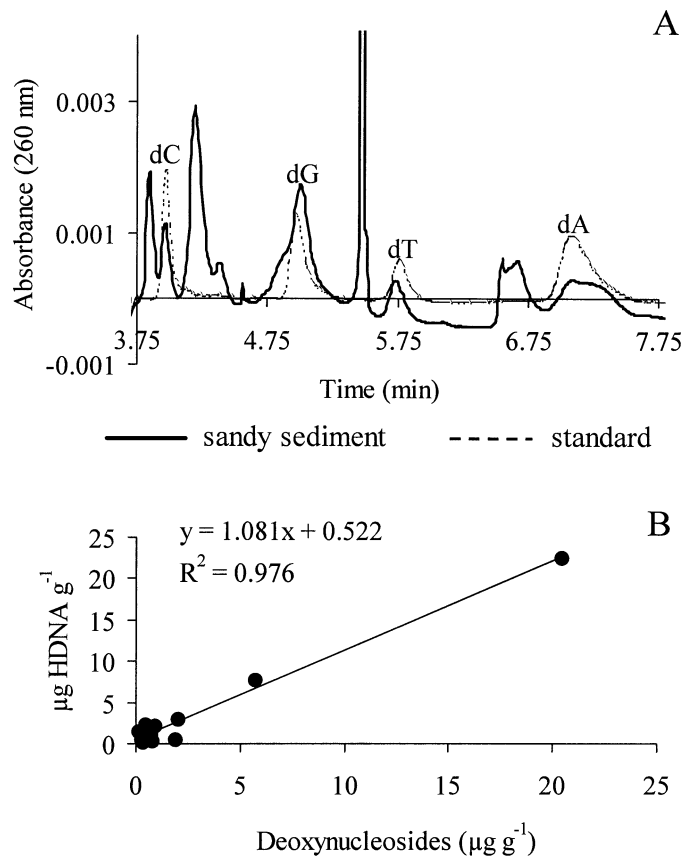 A
Absorbance (260 nm)
0.003
0.001
-0.001
dC
dG
dT
dA
3.75 4.75 5.75 6.75 7.75
Time (min)
sandy sediment standard
B
y = 1.081x + 0.522
R² = 0.976
µg HDNA g⁻¹
25
20
15
10
5
0
0 5 10 15 20 25
Deoxynucleosides (µg g⁻¹)